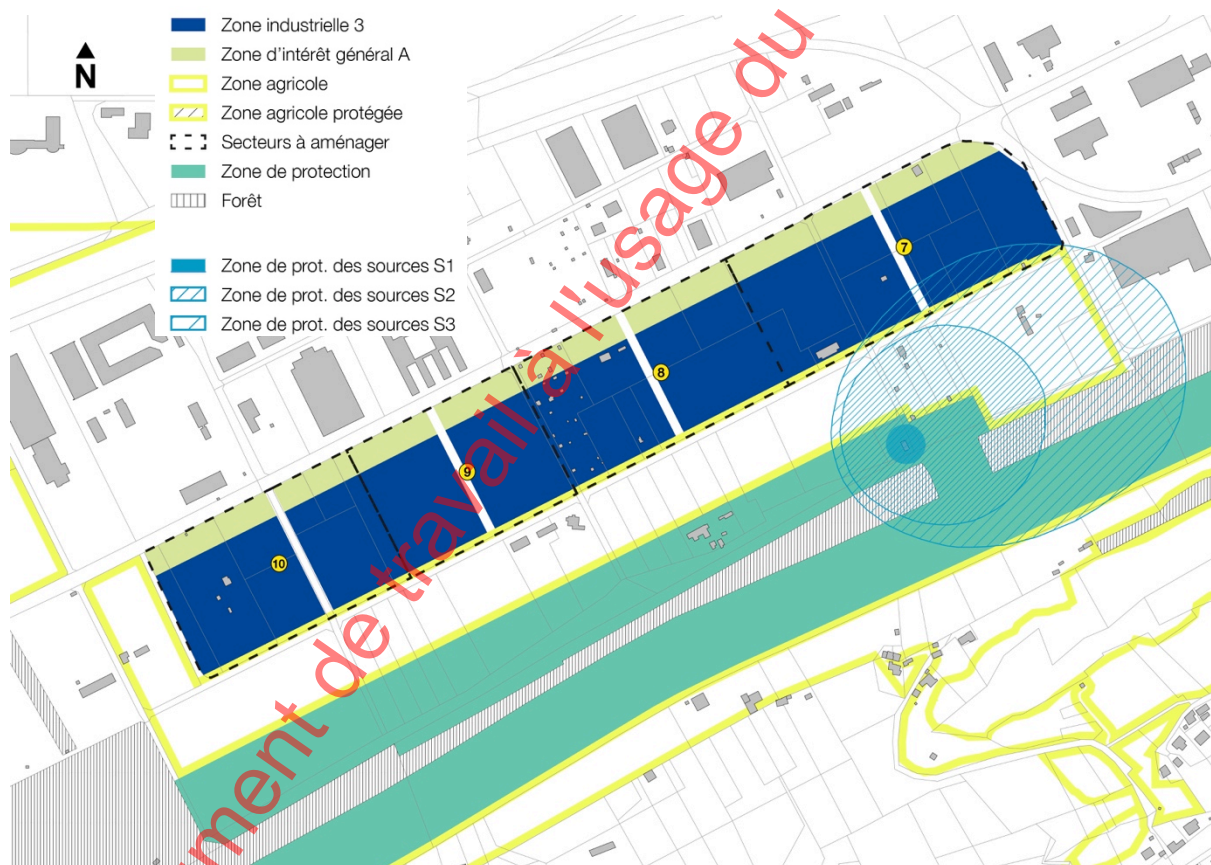 Zone industrielle 3
Zone d'intérêt général A
Zone agricole
Zone agricole protégée
Secteurs à aménager
Zone de protection
Forêt
Zone de prot. des sources S1
Zone de prot. des sources S2
Zone de prot. des sources S3
N
7
8
9
10
ument de travail à l'usage du